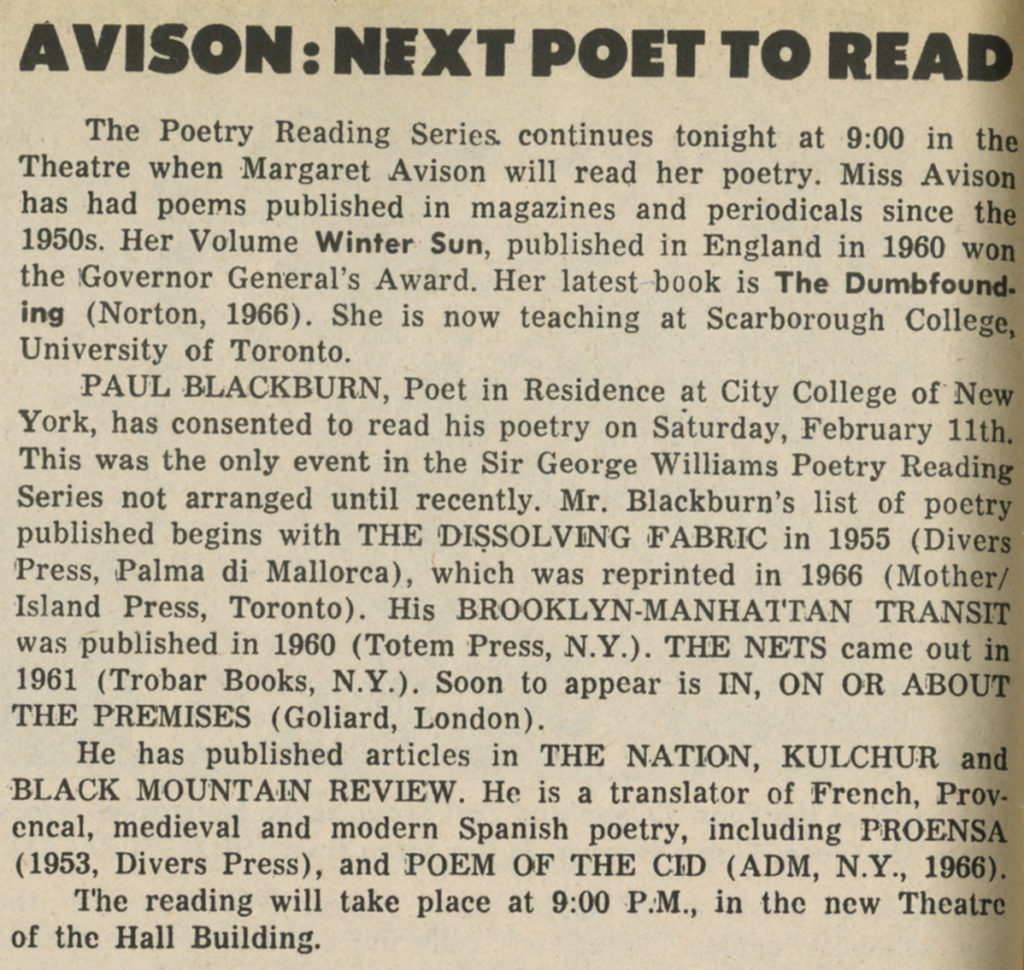 AVISON: NEXT POET TO READ
The Poetry Reading Series. continues tonight at 9:00 in the
Theatre when Margaret Avison will read her poetry. Miss Avison
has had poems published in magazines and periodicals since the
1950s. Her Volume Winter Sun, published in England in 1960 won
the Governor General's Award. Her latest book is The Dumbfound-
ing (Norton, 1966). She is now teaching at Scarborough College,
University of Toronto.
PAUL BLACKBURN, Poet in Residence at City College of New
York, has consented to read his poetry on Saturday, February 11th.
This was the only event in the Sir George Williams Poetry Reading
Series not arranged until recently. Mr. Blackburn's list of poetry
published begins with THE DISSOLVING FABRIC in 1955 (Divers
Press, Palma di Mallorca), which was reprinted in 1966 (Mother/
Island Press, Toronto). His BROOKLYN-MANHATTAN TRANSIT
was published in 1960 (Totem Press, N.Y.). THE NETS came out in
1961 (Trobar Books, N.Y.). Soon to appear is IN, ON OR ABOUT
THE PREMISES (Goliard, London).
He has published articles in THE NATION, KULCHUR and
BLACK MOUNTAIN REVIEW. He is a translator of French, Prov-
encal, medieval and modern Spanish poetry, including PROENSA
(1953, Divers Press), and POEM OF THE CID (ADM, N.Y., 1966).
The reading will take place at 9:00 P.M., in the new Theatre
of the Hall Building.